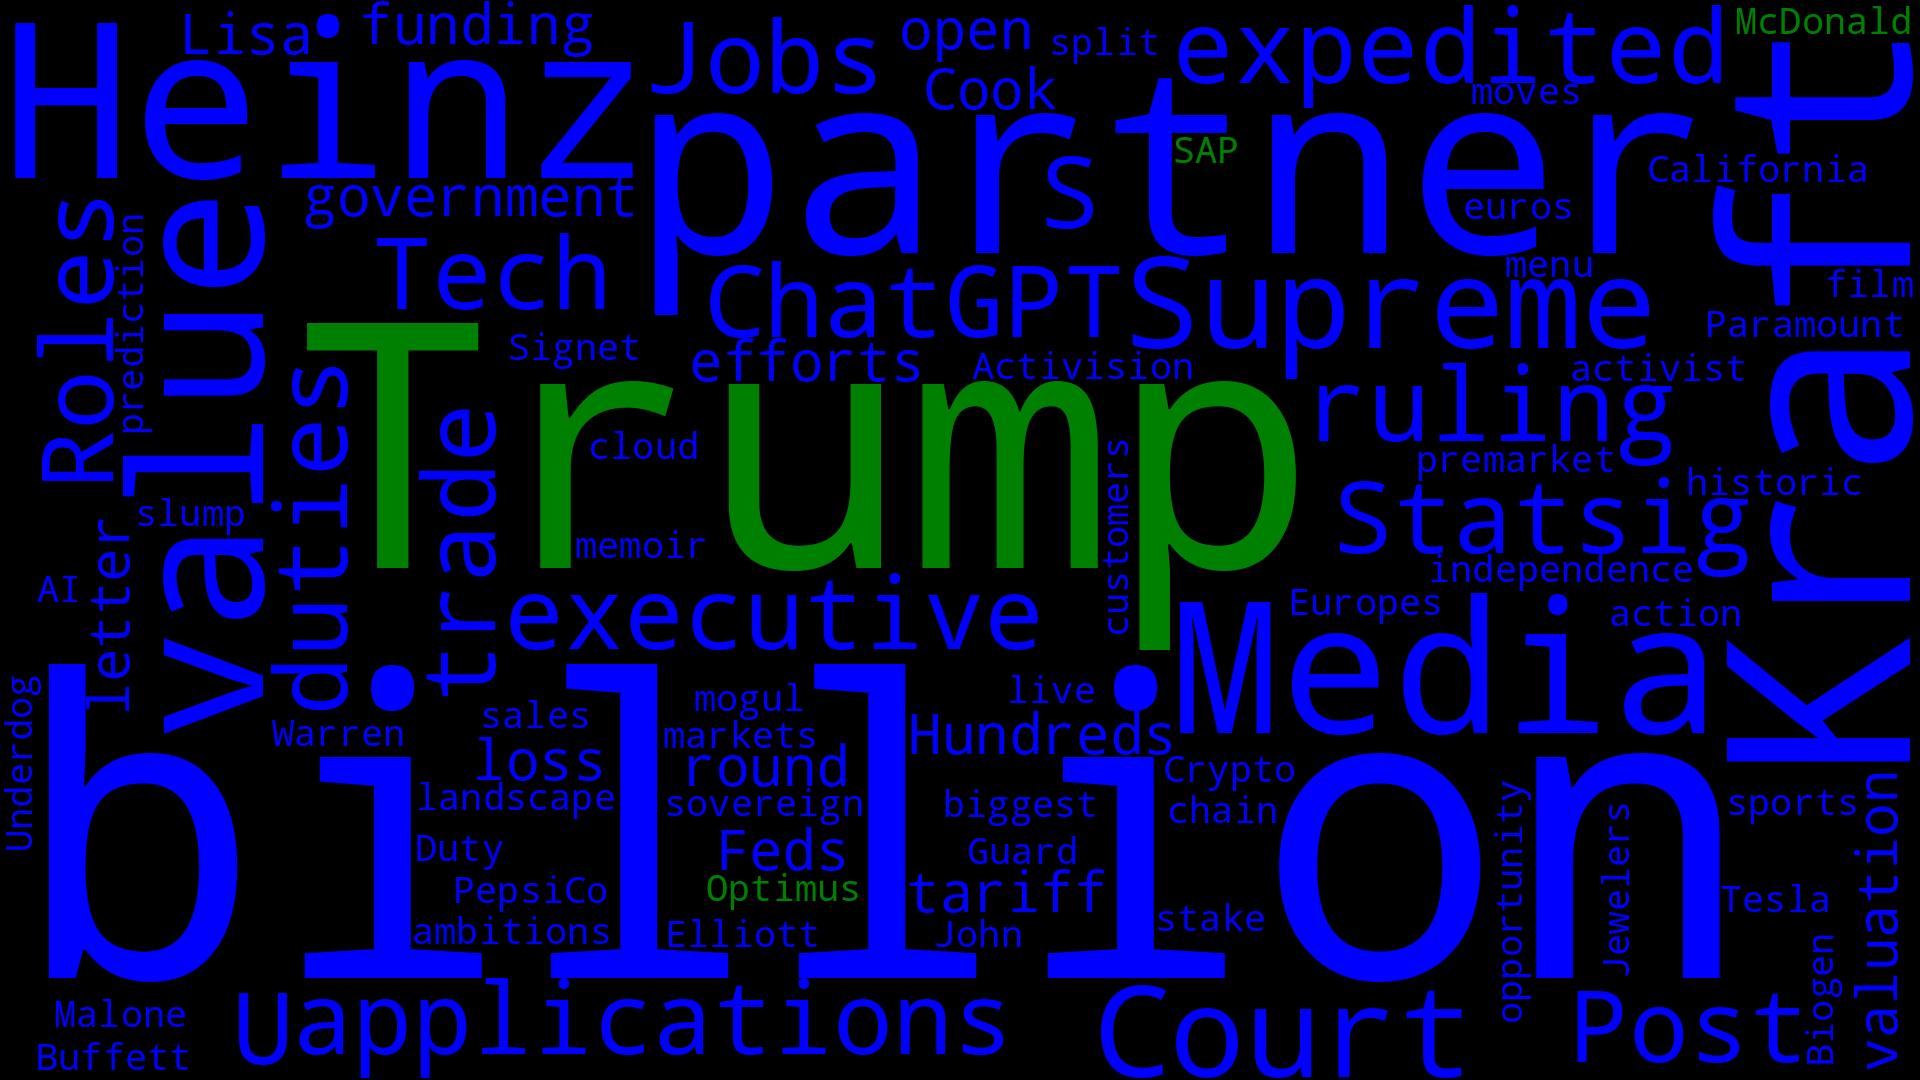 Heinz
Lisa
funding
Jobs
open
split
expedited
McDonald
Cook
moves
partner
SAP
S
California
euros
Kraft
Roles
prediction
value
government
Tech
ChatGPT
Supreme
menu
film
Paramount
Signet
efforts
Activision
activist
Trump
ruling
duties
trade
cloud
customers
premarket
historic
Statsig
slump
memoir
independence
AI
letter
executive
Europes
action
Media
Underdog
billion
Warren
sales
mogul
live
markets
Hundreds
loss
round
Crypto
landscape
sovereign
biggest
chain
sports
Duty
Feds
Guard
opportunity
Jewelers
valuation
PepsiCo
Optimus
tariff
Tesla
ambitions
Elliott
John
stake
Biogen
Malone
U
applications
Court
Post
Buffett